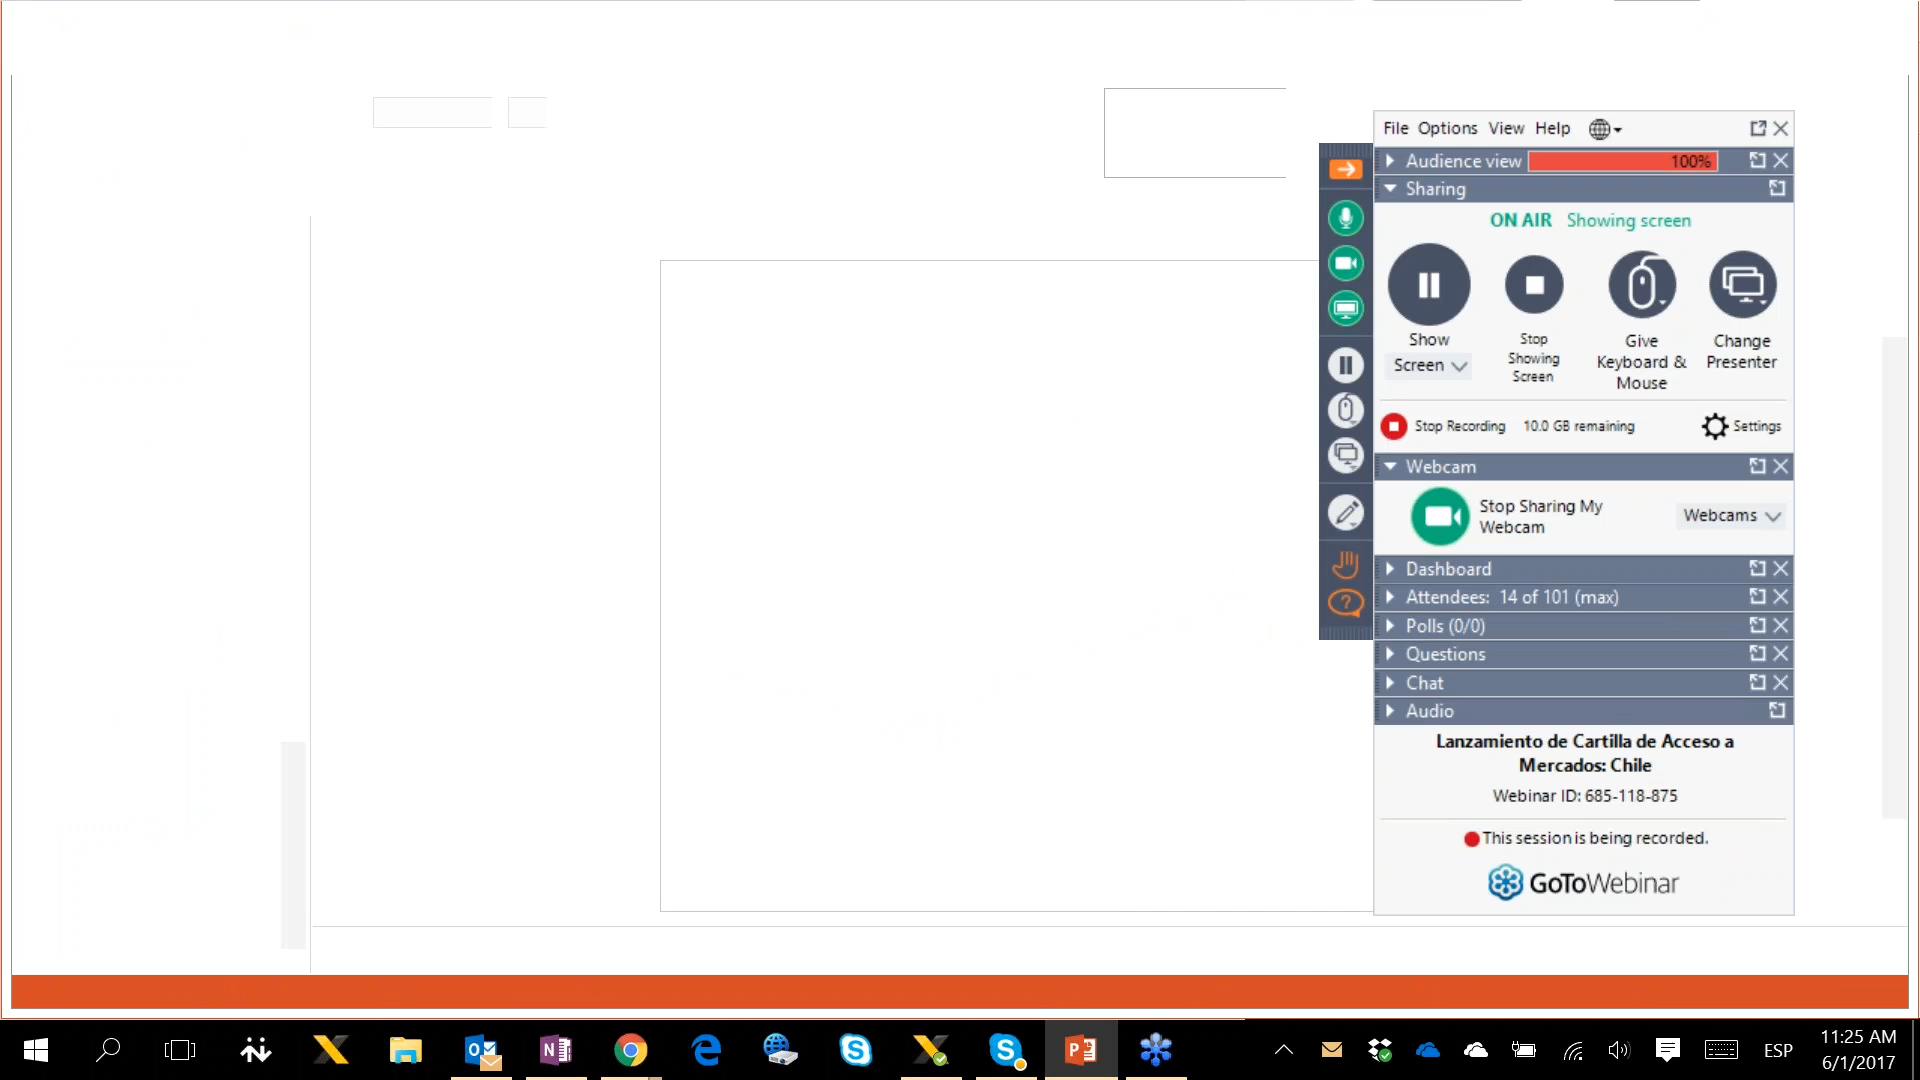 File Options View Help
Audience view 100%
Sharing
ON AIR Showing screen
Show
Screen
Stop
Showing
Screen
Give
Keyboard &
Mouse
Change
Presenter
Stop Recording 10.0 GB remaining Settings
Webcam
Stop Sharing My
Webcam
Webcams
Dashboard
Attendees: 14 of 101 (max)
Polls (0/0)
Questions
Chat
Audio
Lanzamiento de Cartilla de Acceso a
Mercados: Chile
Webinar ID: 685-118-875
This session is being recorded.
GoToWebinar
ESP
11:25 AM
6/1/2017